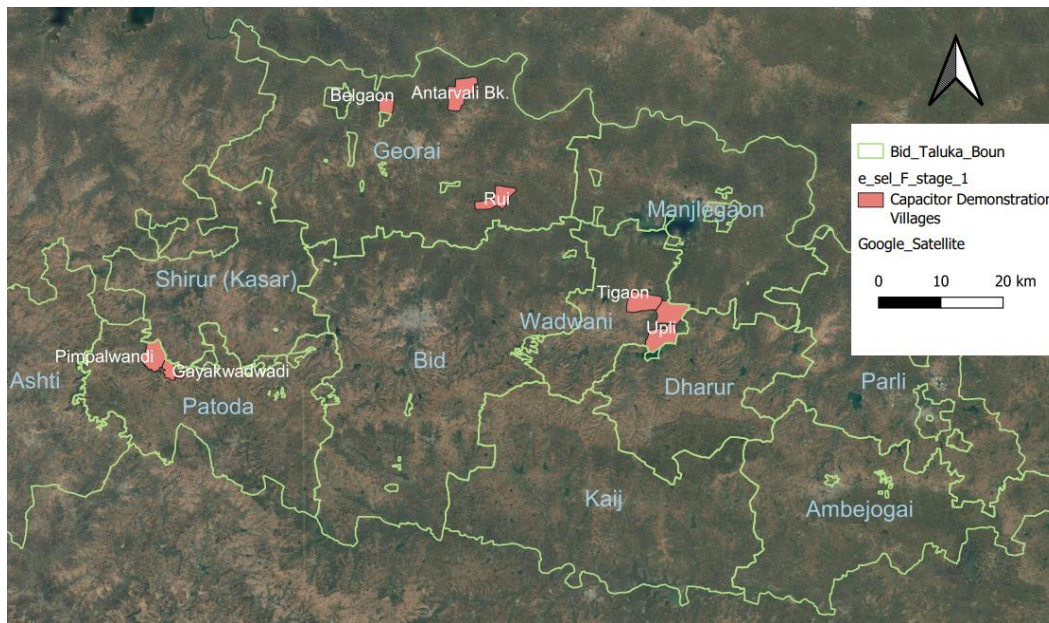 Belgaon
Antarvali Bk.
Georai
Rui
Manjlegaon
Shirur (Kasar)
Tigaon
Wadwani
Upli
Pimpalwandi
Gayakwadwadi
Ashti
Patoda
Bid
Dharur
Parli
Kaij
Ambejogai
Bid_Taluka_Boun
e_sel_F_stage_1
Capacitor Demonstration
Villages
Google_Satellite
0 10 20 km